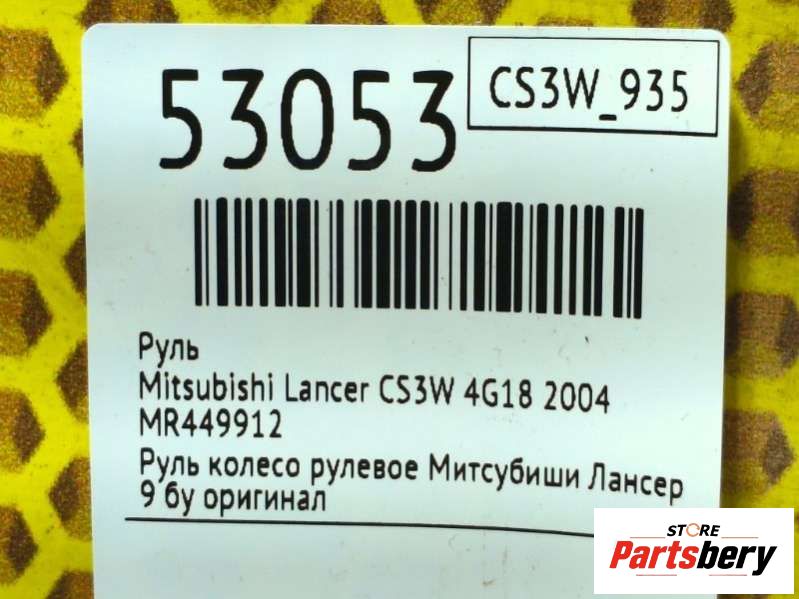 53053
CS3W_935
Руль
Mitsubishi Lancer CS3W 4G18 2004
MR449912
Руль колесо рулевое Митсубиши Лансер
9 бу оригинал
STORE
Partsbery